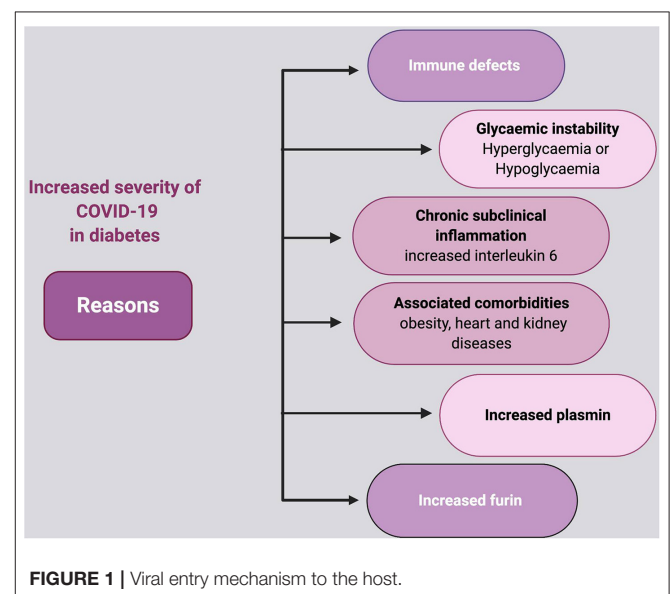 Increased severity of
COVID-19
in diabetes
Reasons
Immune defects
Glycaemic instability
Hyperglycaemia or
Hypoglycaemia
Chronic subclinical
inflammation
increased interleukin 6
Associated comorbidities
obesity, heart and kidney
diseases
Increased plasmin
Increased furin
FIGURE 1 | Viral entry mechanism to the host.